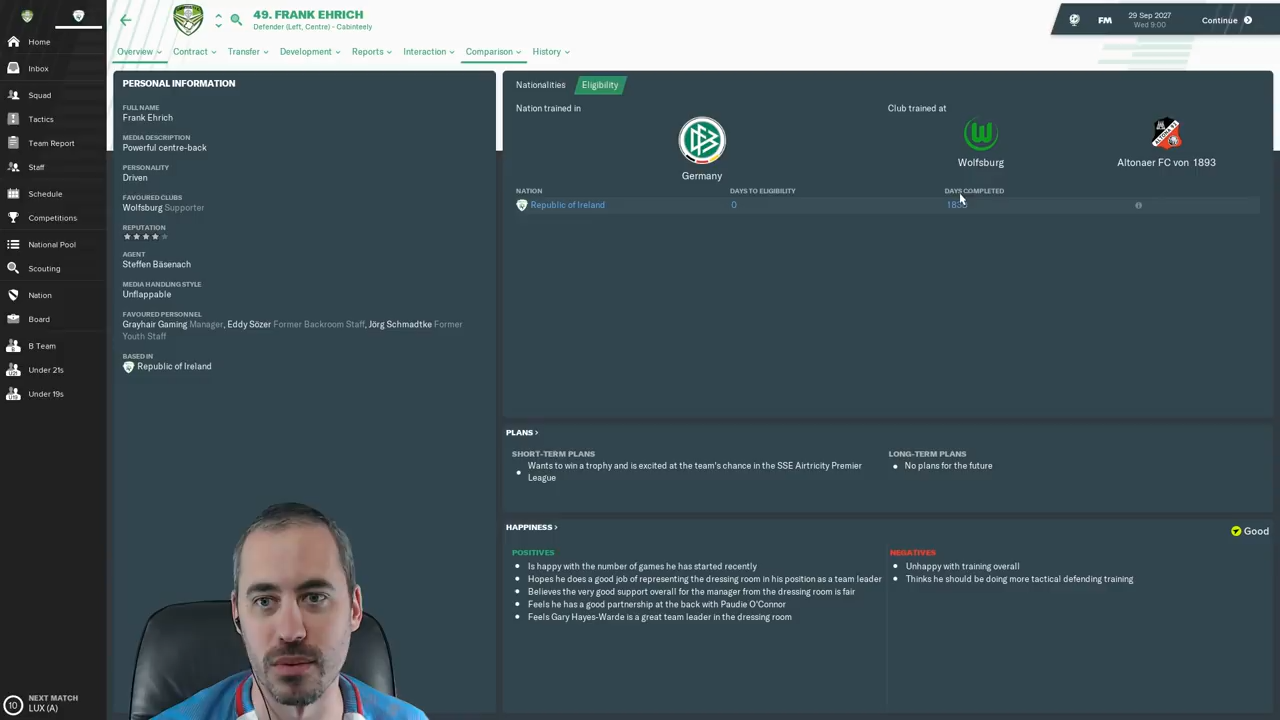 49. FRANK EHRICH
Defender (Left, Centre) - Cabinteely
FM
29 Sep 2027
Wed 9:00
Continue
Home
Inbox
Squad
Tactics
Team Report
Staff
Schedule
Competitions
National Pool
Scouting
Nation
Board
B Team
Under 21s
Under 19s
10
NEXT MATCH
LUX (A)
Overview
Contract
Transfer
Development
Reports
Interaction
Comparison
History
PERSONAL INFORMATION
FULL NAME
Frank Ehrich
MEDIA DESCRIPTION
Powerful centre-back
PERSONALITY
Driven
FAVOURED CLUBS
Wolfsburg Supporter
REPUTATION
AGENT
Steffen Bäsenach
MEDIA HANDLING STYLE
Unflappable
FAVOURED PERSONNEL
Grayhair Gaming Manager, Eddy Sözer Former Backroom Staff, Jörg Schmadtke Former
Youth Staff
BASED IN
Republic of Ireland
Nationalities
Eligibility
Nation trained in
Germany
Club trained at
Wolfsburg
Altonaer FC von 1893
NATION
DAYS TO ELIGIBILITY
DAYS COMPLETED
Republic of Ireland
0
PLANS >
SHORT-TERM PLANS
Wants to win a trophy and is excited at the team's chance in the SSE Airtricity Premier
League
LONG-TERM PLANS
No plans for the future
HAPPINESS >
Good
POSITIVES
Is happy with the number of games he has started recently
Hopes he does a good job of representing the dressing room in his position as a team leader
Believes the very good support overall for the manager from the dressing room is fair
Feels he has a good partnership at the back with Paudie O'Connor
Feels Gary Hayes-Warde is a great team leader in the dressing room
NEGATIVES
Unhappy with training overall
Thinks he should be doing more tactical defending training